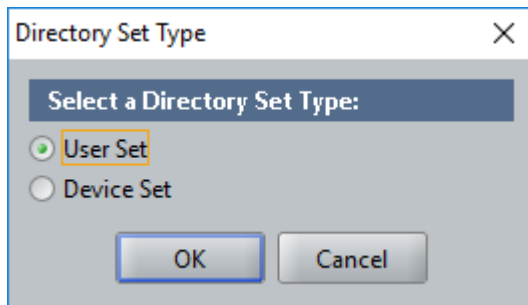 Directory Set Type
Select a Directory Set Type:
User Set
Device Set
OK Cancel